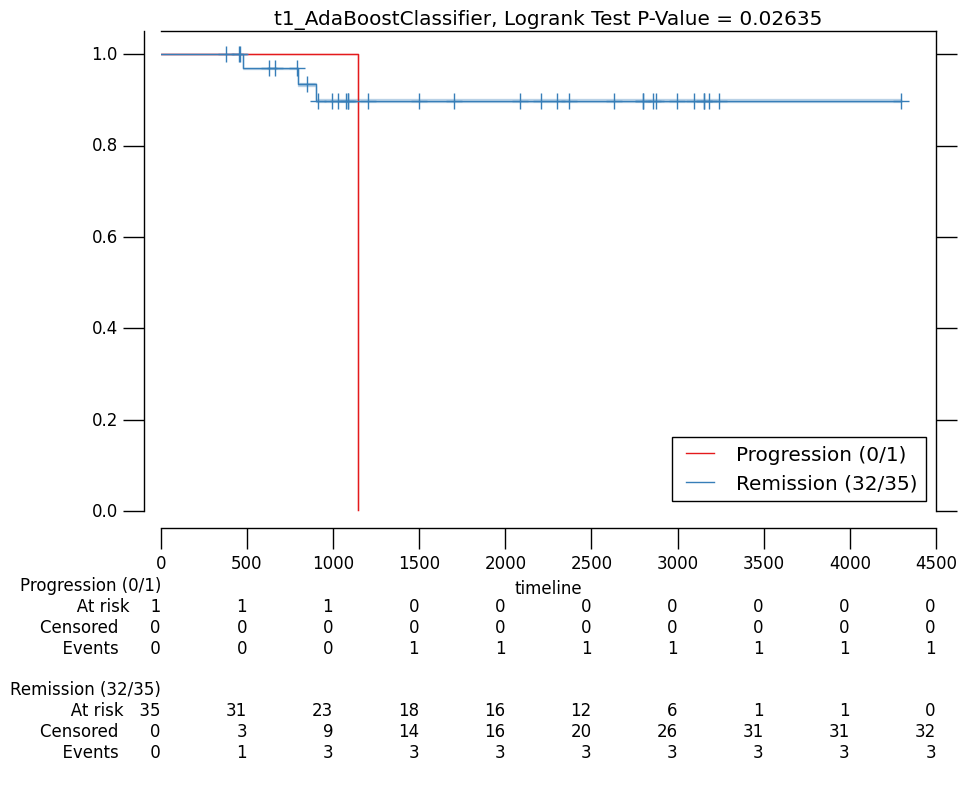 t1_AdaBoostClassifier, Logrank Test P-Value = 0.02635
1.0
0.8
0.6
0.4
0.2
0.0
Progression (0/1)
Remission (32/35)
0 500 1000 1500 2000 2500 3000 3500 4000 4500
timeline
Progression (0/1)
At risk 1 1 1 0 0 0 0 0 0 0
Censored 0 0 0 0 0 0 0 0 0 0
Events 0 0 0 1 1 1 1 1 1 1
Remission (32/35)
At risk 35 31 23 18 16 12 6 1 1 0
Censored 0 3 9 14 16 20 26 31 31 32
Events 0 1 3 3 3 3 3 3 3 3